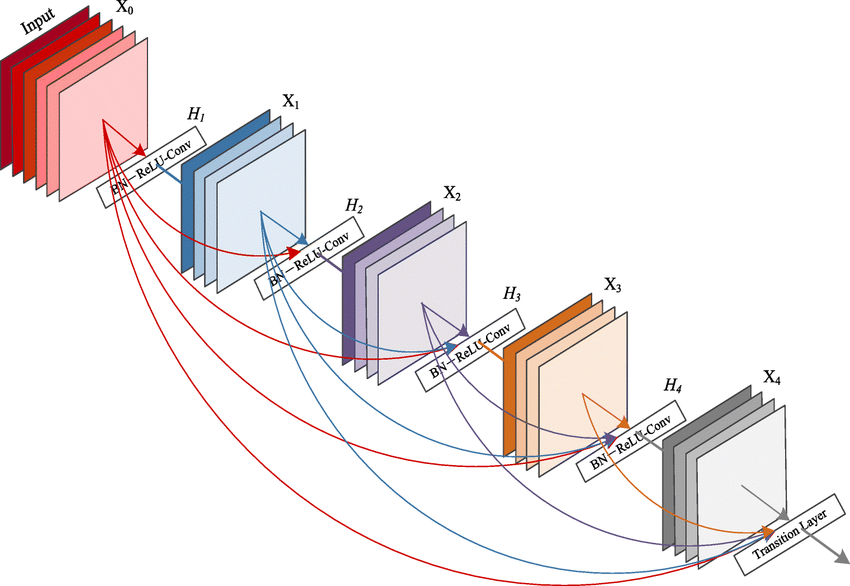 Input
X0
H1
BN－ReLU-Conv
X1
H2
BN－ReLU-Conv
X2
H3
BN－ReLU-Conv
X3
H4
BN－ReLU-Conv
X4
Transition Layer